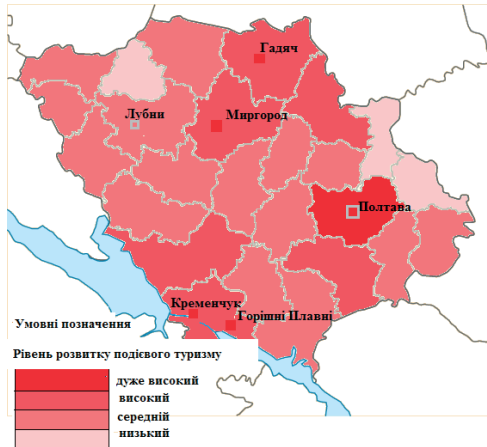 Гадяч
Лубни
Миргород
Полтава
Кременчук
Горішні Плавні
Умовні позначення
Рівень розвитку подієвого туризму
дуже високий
високий
середній
низький